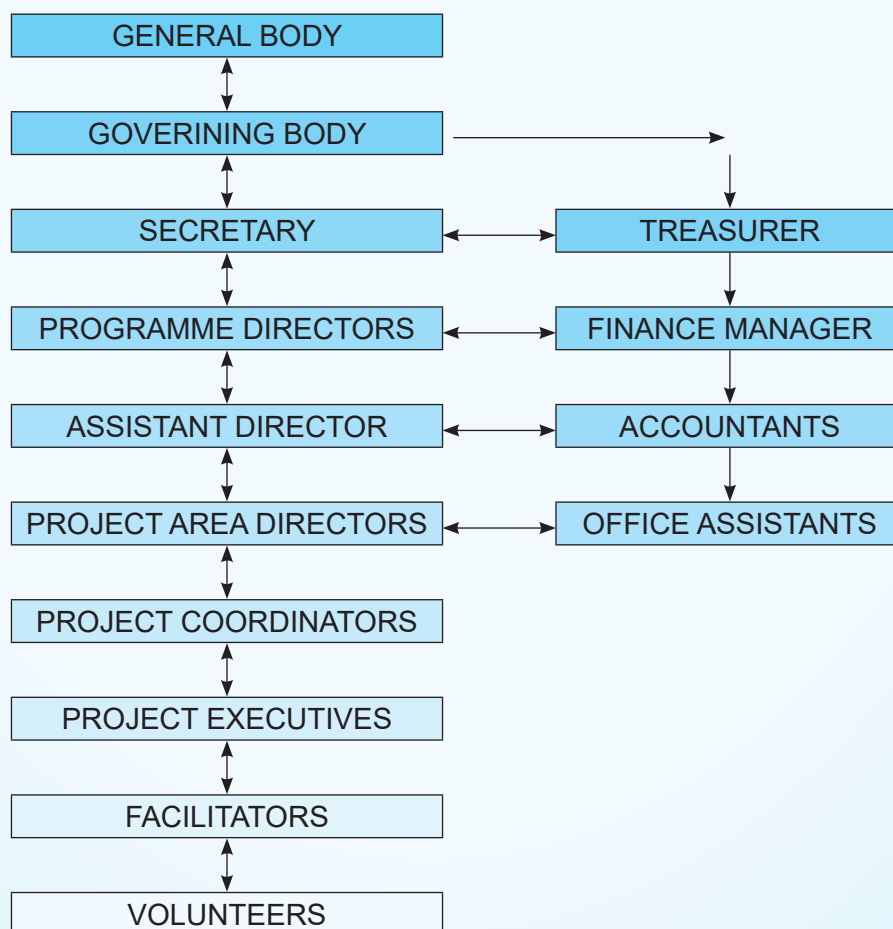 GENERAL BODY
GOVERINING BODY
SECRETARY
TREASURER
PROGRAMME DIRECTORS
FINANCE MANAGER
ASSISTANT DIRECTOR
ACCOUNTANTS
PROJECT AREA DIRECTORS
OFFICE ASSISTANTS
PROJECT COORDINATORS
PROJECT EXECUTIVES
FACILITATORS
VOLUNTEERS